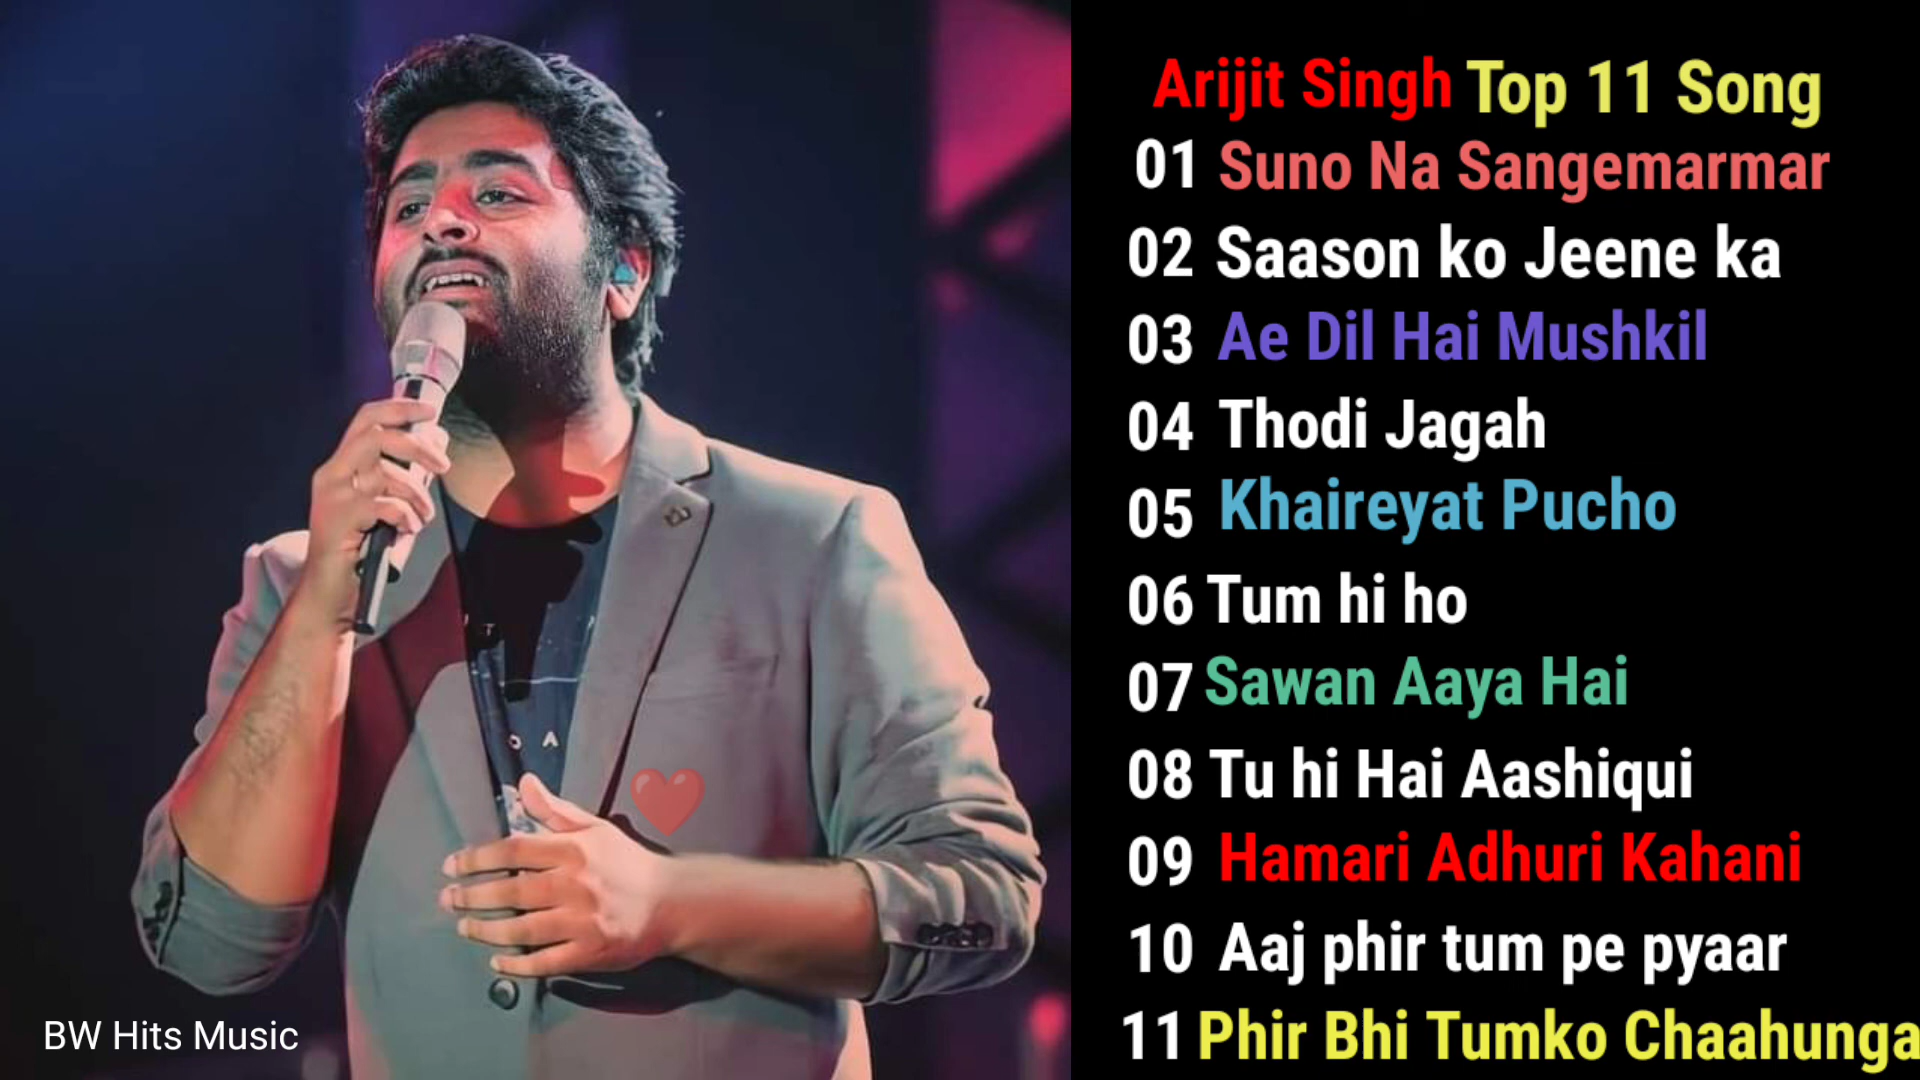 Arijit Singh Top 11 Song
01 Suno Na Sangemarmar
02 Saason ko Jeene ka
03 Ae Dil Hai Mushkil
04 Thodi Jagah
05 Khaireyat Pucho
06 Tum hi ho
07 Sawan Aaya Hai
08 Tu hi Hai Aashiqui
09 Hamari Adhuri Kahani
10 Aaj phir tum pe pyaar
11 Phir Bhi Tumko Chaahunga
BW Hits Music